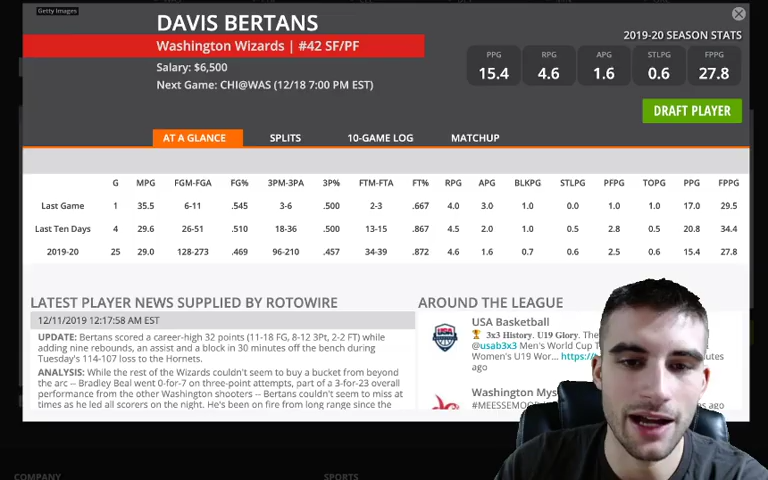 Getty Images
DAVIS BERTANS
Washington Wizards | #42 SF/PF
Salary: $6,500
Next Game: CHI@WAS (12/18 7:00 PM EST)
2019-20 SEASON STATS
PPG RPG APG STLPG FPPG
15.4 4.6 1.6 0.6 27.8
DRAFT PLAYER
AT A GLANCE SPLITS 10-GAME LOG MATCHUP
G MPG FGM-FGA FG% 3PM-3PA 3P% FTM-FTA FT% RPG APG BLKPG STLPG PFPG TOPG PPG FPPG
Last Game 1 35.5 6-11 .545 3-6 .500 2-3 .667 4.0 3.0 1.0 0.0 1.0 1.0 17.0 29.5
Last Ten Days 4 29.6 26-51 .510 18-36 .500 13-15 .867 4.5 2.0 1.0 0.5 2.8 0.5 20.8 34.4
2019-20 25 29.0 128-273 .469 96-210 .457 34-39 .872 4.6 1.6 0.7 0.6 2.5 0.6 15.4 27.8
LATEST PLAYER NEWS SUPPLIED BY ROTOWIRE
12/11/2019 12:17:58 AM EST
UPDATE: Bertans scored a career-high 32 points (11-18 FG, 8-12 3Pt, 2-2 FT) while
adding nine rebounds, an assist and a block in 30 minutes off the bench during
Tuesday's 114-107 loss to the Hornets.
ANALYSIS: While the rest of the Wizards couldn't seem to buy a bucket from beyond
the arc -- Bradley Beal went 0-for-7 on three-point attempts, part of a 3-for-23 overall
performance from the other Washington shooters -- Bertans couldn't seem to miss at
times as he led all scorers on the night. He's been on fire from long range since the
AROUND THE LEAGUE
USA Basketball
🏆 3x3 History. U19 Glory. The
@usab3x3 Men's World Cup T
Women's U19 Wor... https:// nutes
ago
Washington Mys
#MEESSEMOO s ago
COMPANY SPORTS